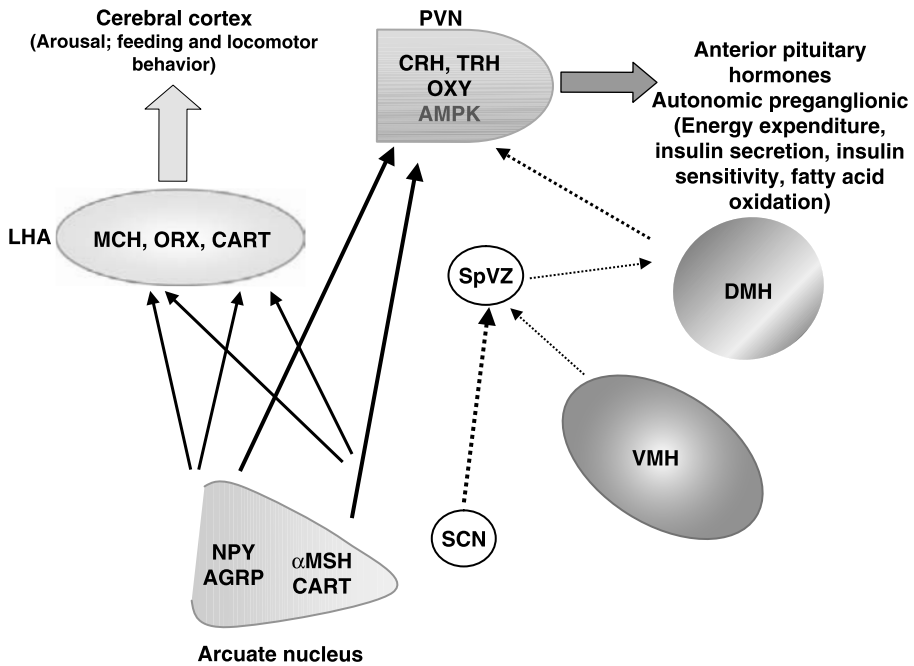 Cerebral cortex
(Arousal; feeding and locomotor
behavior)
PVN
CRH, TRH
OXY
AMPK
Anterior pituitary
hormones
Autonomic preganglionic
(Energy expenditure,
insulin secretion, insulin
sensitivity, fatty acid
oxidation)
LHA
MCH, ORX, CART
SpVZ
DMH
VMH
SCN
NPY
AGRP
αMSH
CART
Arcuate nucleus